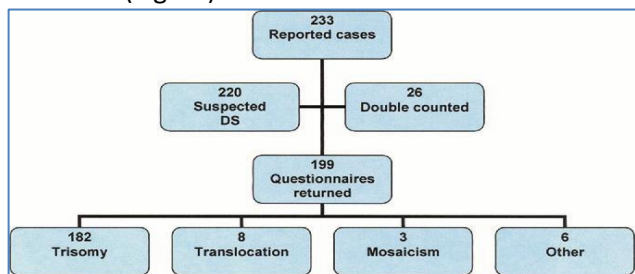 233
Reported cases
220
Suspected
DS
26
Double counted
199
Questionnaires
returned
182
Trisomy
8
Translocation
3
Mosaicism
6
Other